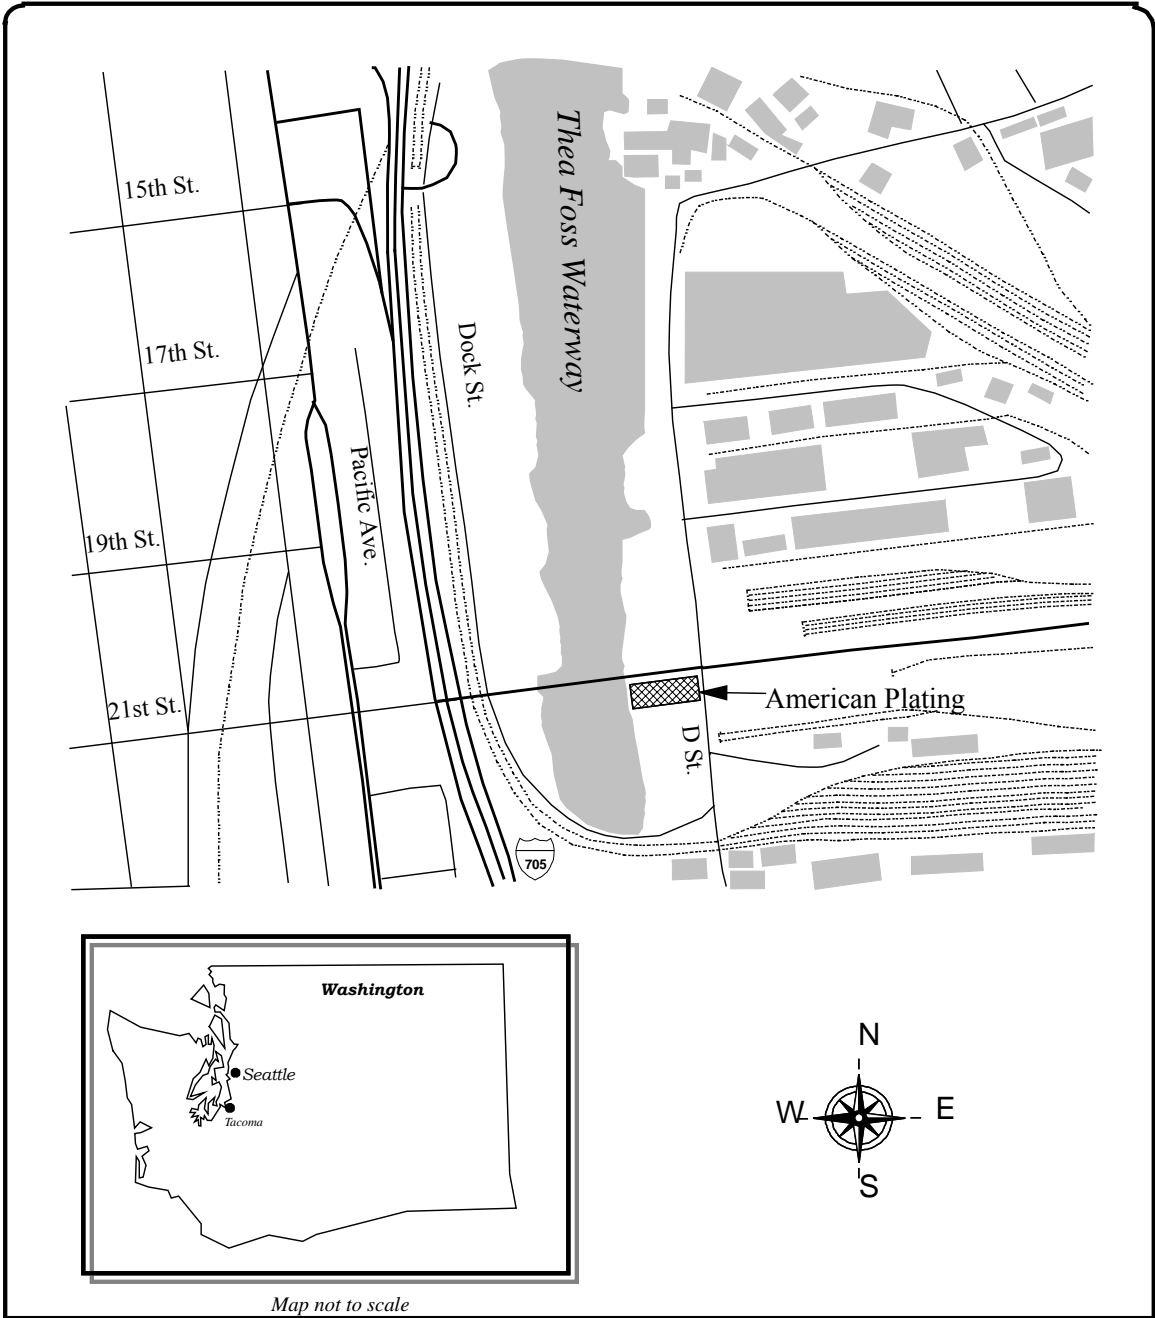 Thea Foss Waterway
15th St.
17th St.
Dock St.
Pacific Ave.
19th St.
21st St.
American Plating
D St.
705
Washington
Seattle
Tacoma
N
W
E
S
Map not to scale